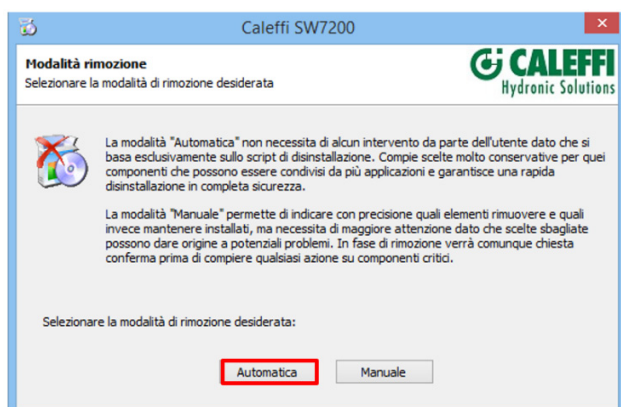 Caleffi SW7200
Modalità rimozione
Selezionare la modalità di rimozione desiderata
CALEFFI
Hydronic Solutions
La modalità "Automatica" non necessita di alcun intervento da parte dell'utente dato che si
basa esclusivamente sullo script di disinstallazione. Compie scelte molto conservative per quei
componenti che possono essere condivisi da più applicazioni e garantisce una rapida
disinstallazione in completa sicurezza.
La modalità "Manuale" permette di indicare con precisione quali elementi rimuovere e quali
invece mantenere installati, ma necessita di maggiore attenzione dato che scelte sbagliate
possono dare origine a potenziali problemi. In fase di rimozione verrà comunque chiesta
conferma prima di compiere qualsiasi azione su componenti critici.
Selezionare la modalità di rimozione desiderata:
Automatica Manuale